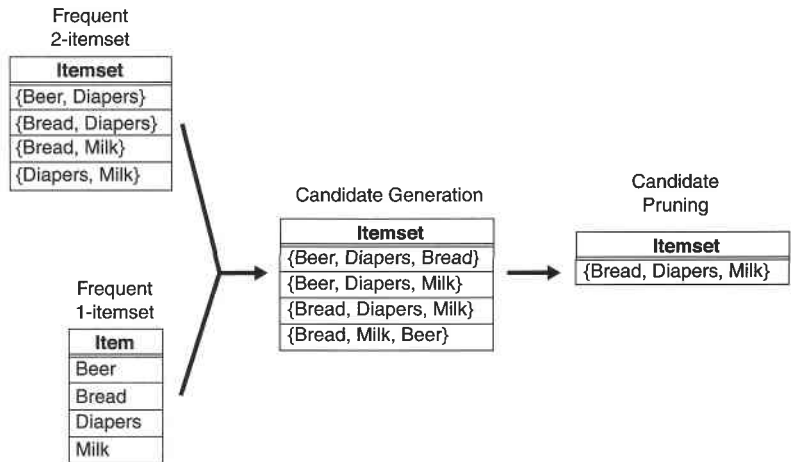 Frequent
2-itemset
Itemset
{Beer, Diapers}
{Bread, Diapers}
{Bread, Milk}
{Diapers, Milk}
Frequent
1-itemset
Item
Beer
Bread
Diapers
Milk
Candidate Generation
Itemset
{Beer, Diapers, Bread}
{Beer, Diapers, Milk}
{Bread, Diapers, Milk}
{Bread, Milk, Beer}
Candidate
Pruning
Itemset
{Bread, Diapers, Milk}